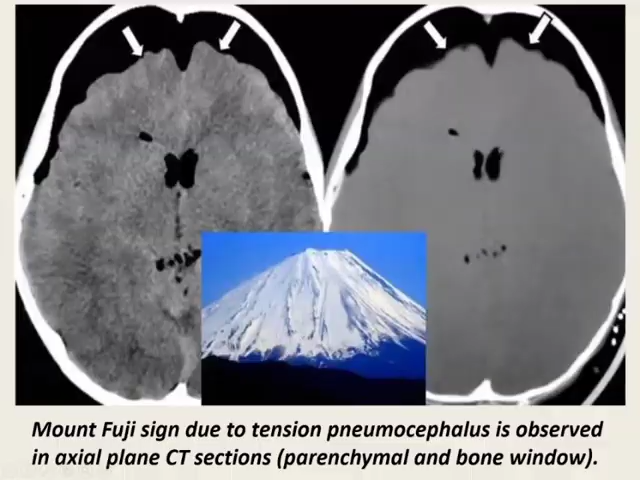 Mount Fuji sign due to tension pneumocephalus is observed
in axial plane CT sections (parenchymal and bone window).